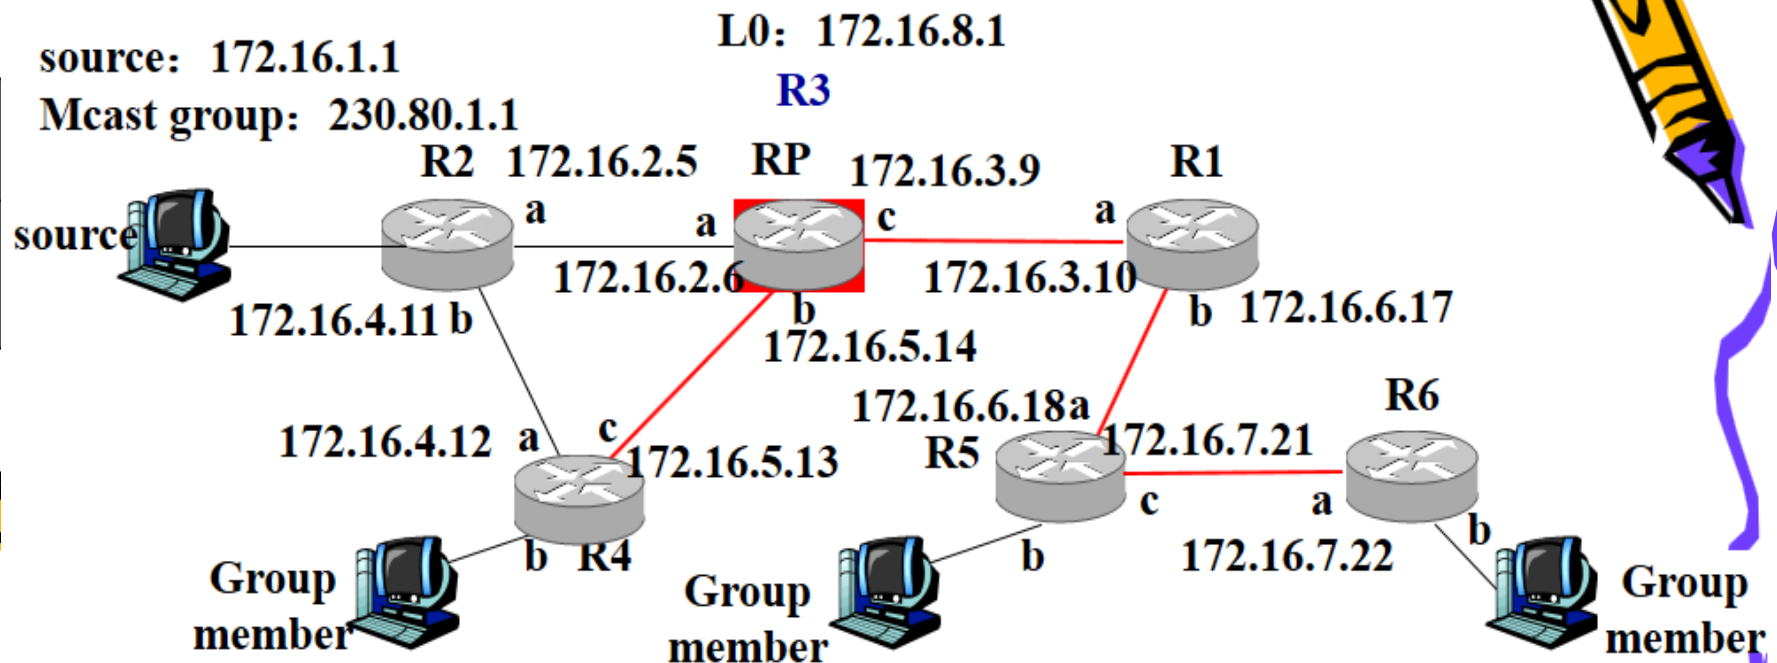 L0：172.16.8.1
source：172.16.1.1
R3
Mcast group：230.80.1.1
R2
172.16.2.5
RP
172.16.3.9
R1
a
a
c
a
source
172.16.2.6
172.16.3.10
172.16.4.11
b
b
b
172.16.6.17
172.16.5.14
172.16.6.18
a
R6
172.16.4.12
a
c
172.16.5.13
R5
172.16.7.21
c
a
b
R4
b
172.16.7.22
b
Group
member
Group
member
Group
member